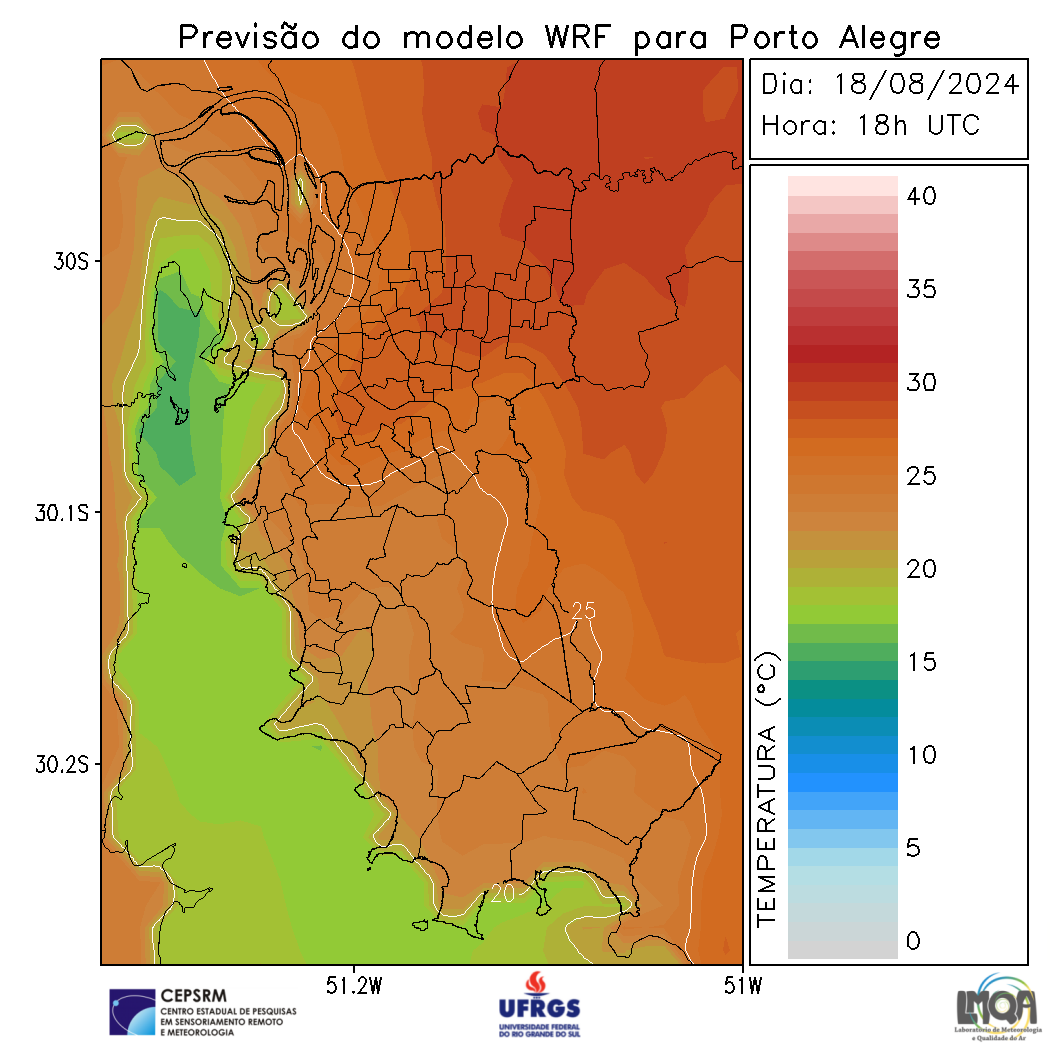 Previsão do modelo WRF para Porto Alegre
Dia: 18/08/2024
Hora: 18h UTC
30S
30.1S
30.2S
51.2W
51W
25
20
TEMPERATURA (°C)
40
35
30
25
20
15
10
5
0
CEPSRM
CENTRO ESTADUAL DE PESQUISAS
EM SENSORIAMENTO REMOTO
E METEOROLOGIA
UFRGS
UNIVERSIDADE FEDERAL
DO RIO GRANDE DO SUL
LMQA
Laboratório de Meteorologia
e Qualidade do Ar